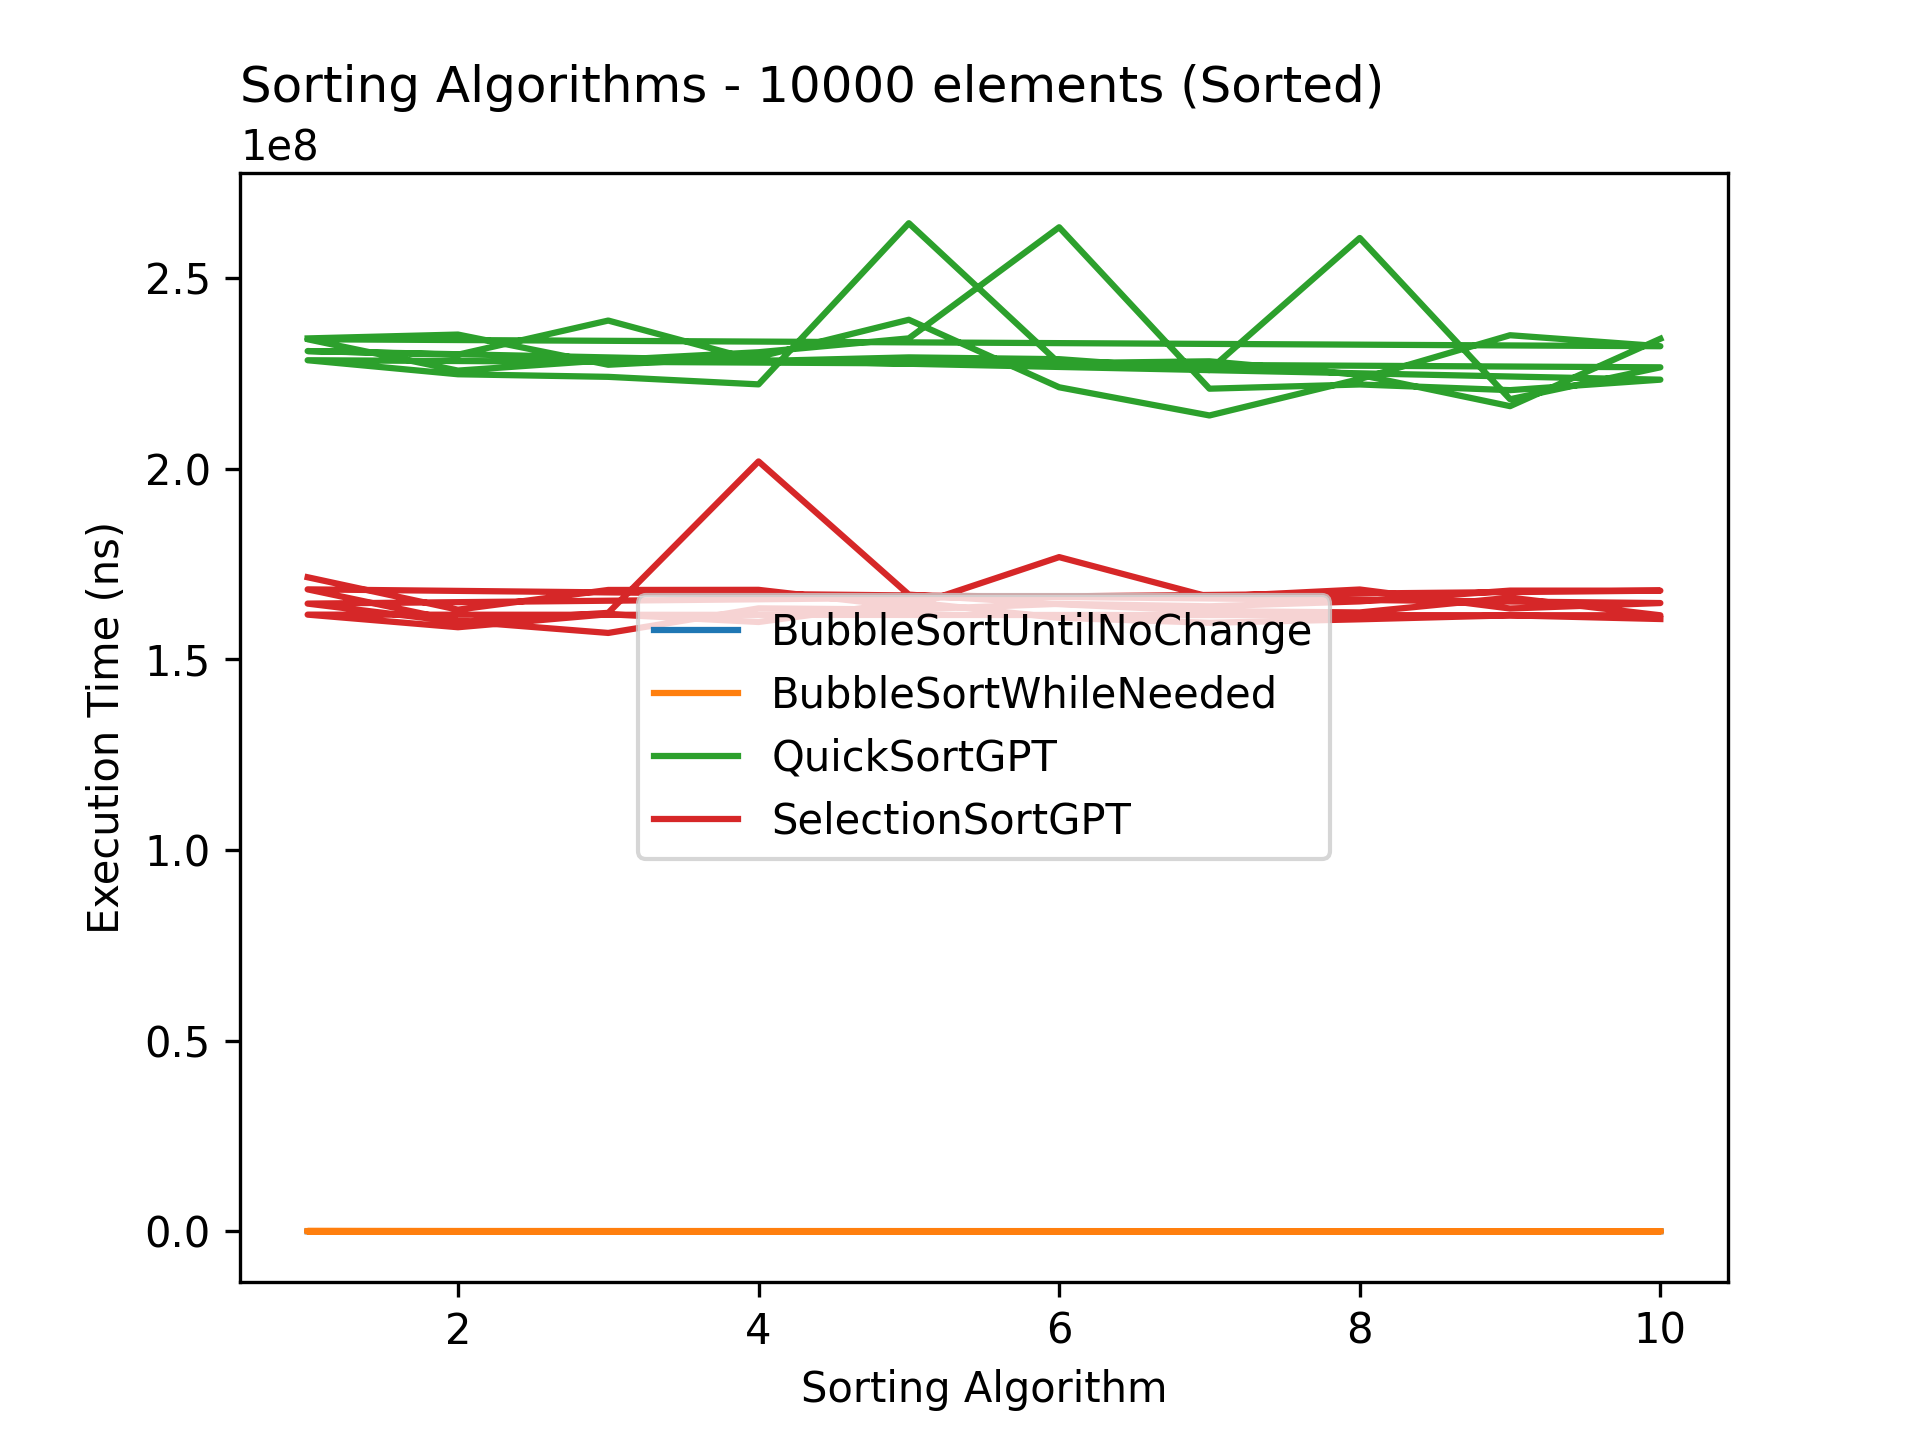 Sorting Algorithms - 10000 elements (Sorted)
1e8
2.5
2.0
1.5
1.0
0.5
0.0
Execution Time (ns)
BubbleSortUntilNoChange
BubbleSortWhileNeeded
QuickSortGPT
SelectionSortGPT
2 4 6 8 10
Sorting Algorithm